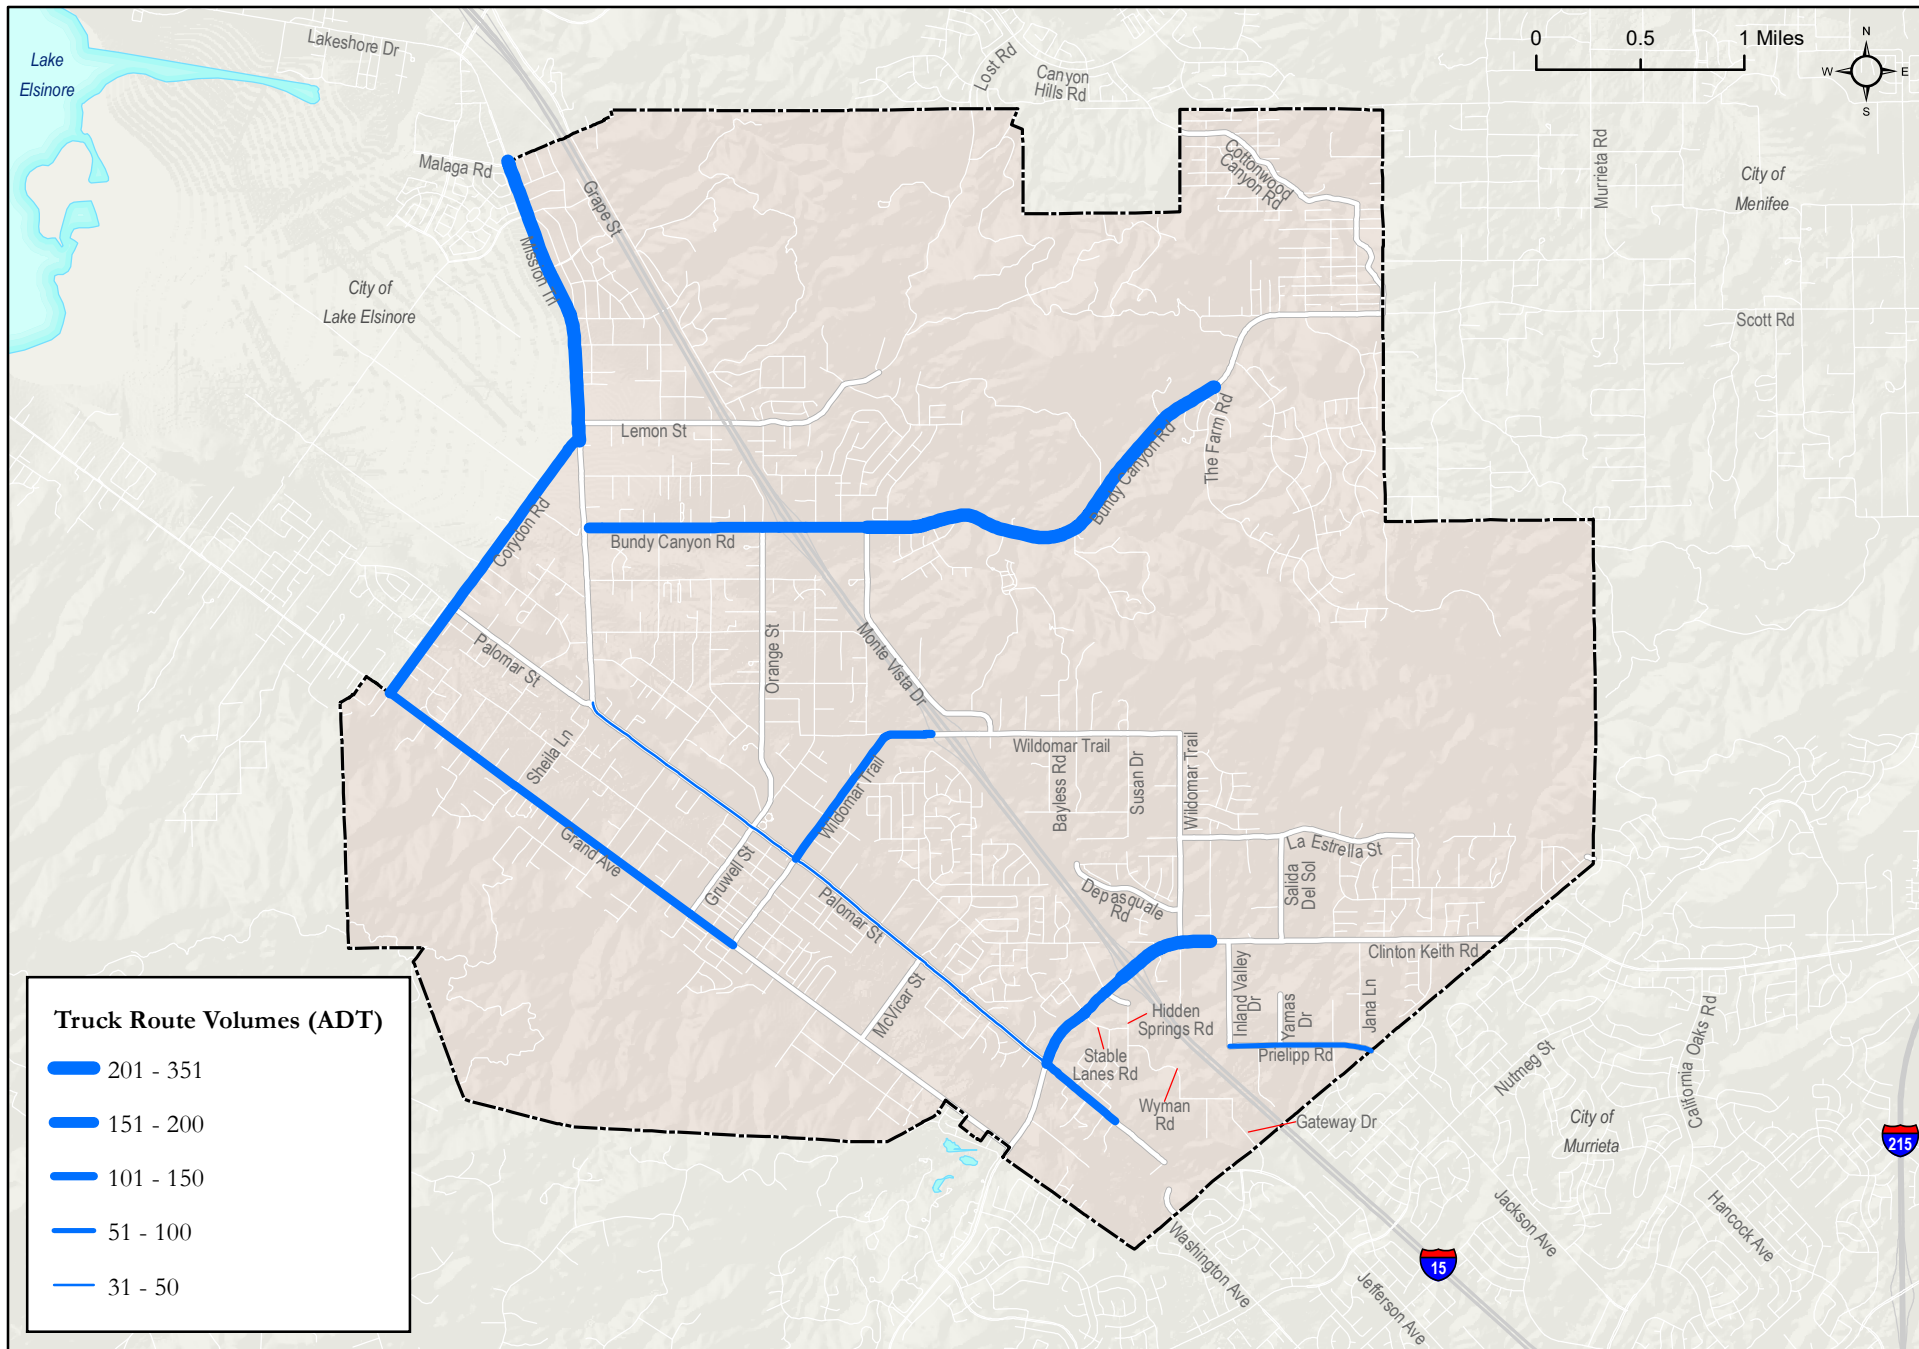 Lake
Elsinore
Lakeshore Dr
Lost Rd
Canyon
Hills Rd
0
0.5
1 Miles
N
W
E
S
Malaga Rd
Grape St
Cottonwood
Canyon Rd
Murrieta Rd
City of
Menifee
Mission Trl
City of
Lake Elsinore
Scott Rd
Lemon St
The Farm Rd
Bundy Canyon Rd
Corydon Rd
Bundy Canyon Rd
Palomar St
Orange St
Monte Vista Dr
Sheila Ln
Wildomar Trail
Bayless Rd
Susan Dr
Wildomar Trail
Wildomar Trail
Grand Ave
Gruwell St
La Estrella St
Salida
Del Sol
Depasquale
Rd
Palomar St
Clinton Keith Rd
McVicar St
Inland Valley
Dr
Yamas
Dr
Jana Ln
Hidden
Springs Rd
Stable
Lanes Rd
Prielipp Rd
Wyman
Rd
Gateway Dr
Nutmeg St
California Oaks Rd
City of
Murrieta
215
Washington Ave
Jackson Ave
Hancock Ave
15
Jefferson Ave
Truck Route Volumes (ADT)
201 - 351
151 - 200
101 - 150
51 - 100
31 - 50